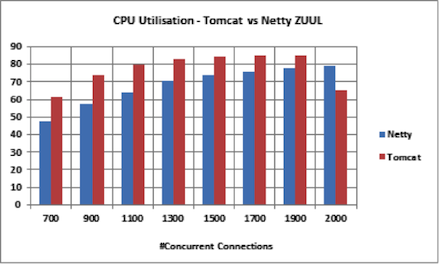 CPU Utilisation - Tomcat vs Netty ZUUL
90
80
70
60
50
40
30
20
10
0
700 900 1100 1300 1500 1700 1900 2000
Netty
Tomcat
#Concurrent Connections